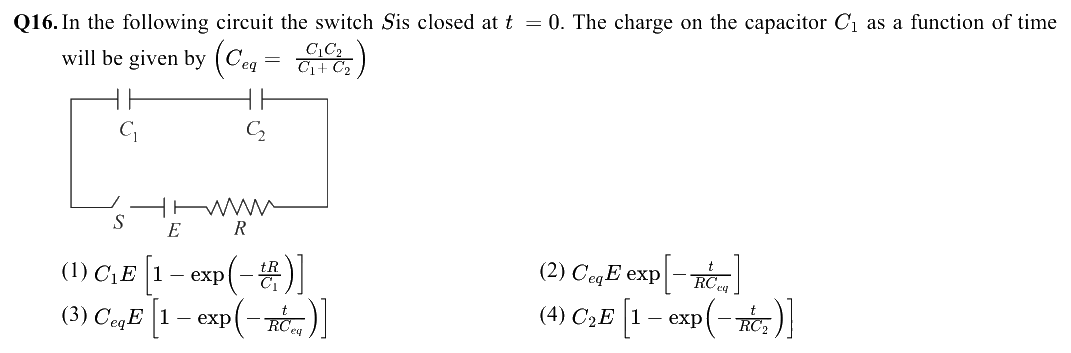 Q16. In the following circuit the switch Sis closed at t = 0. The charge on the capacitor C₁ as a function of time
will be given by (C_eq = C₁C₂/(C₁+ C₂))
C₁ C₂
S E R
(1) C₁E [1 − exp(−tR/C₁)] (2) C_eqE exp[−t/RC_eq]
(3) C_eqE [1 − exp(−t/RC_eq)] (4) C₂E [1 − exp(−t/RC₂)]